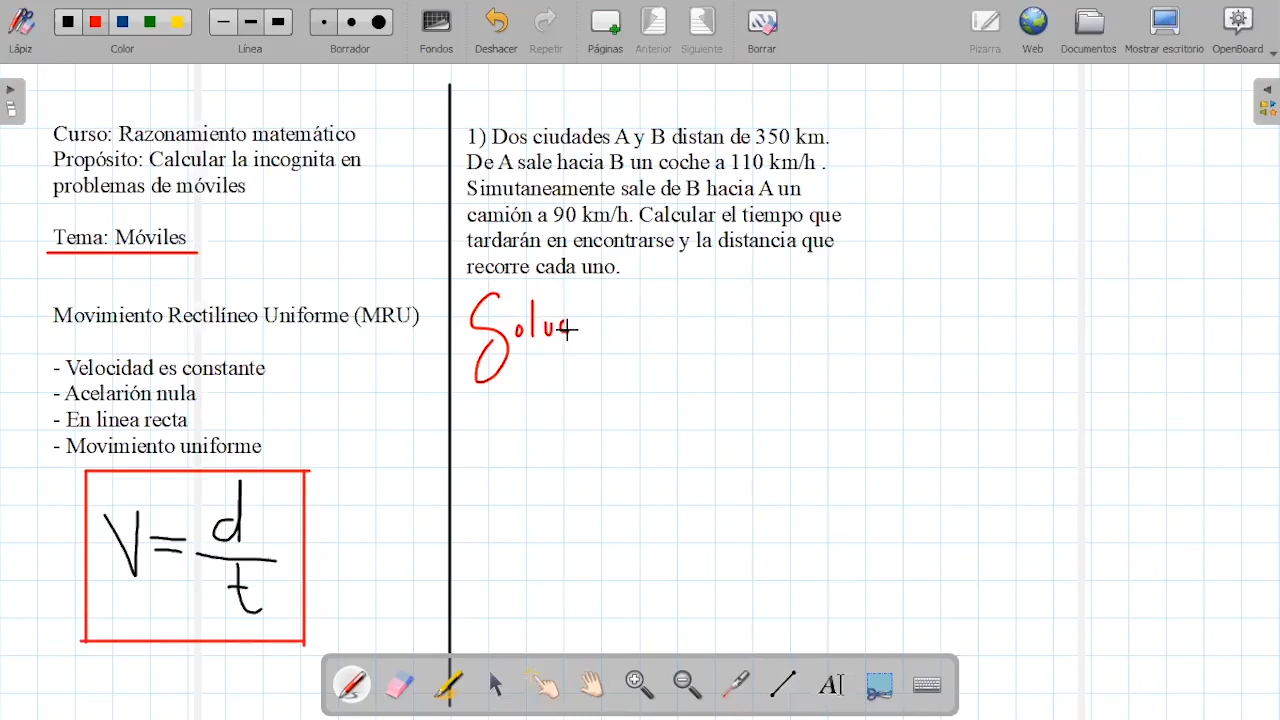 Lápiz
Color
Línea
Borrador
Fondos
Deshacer
Repetir
Páginas
Anterior
Siguiente
Borrar
Pizarra
Web
Documentos
Mostrar escritorio
OpenBoard
Curso: Razonamiento matemático
Propósito: Calcular la incognita en
problemas de móviles
Tema: Móviles
Movimiento Rectilíneo Uniforme (MRU)
- Velocidad es constante
- Acelarión nula
- En linea recta
- Movimiento uniforme
V = d
t
1) Dos ciudades A y B distan de 350 km.
De A sale hacia B un coche a 110 km/h .
Simutaneamente sale de B hacia A un
camión a 90 km/h. Calcular el tiempo que
tardarán en encontrarse y la distancia que
recorre cada uno.
Soluc